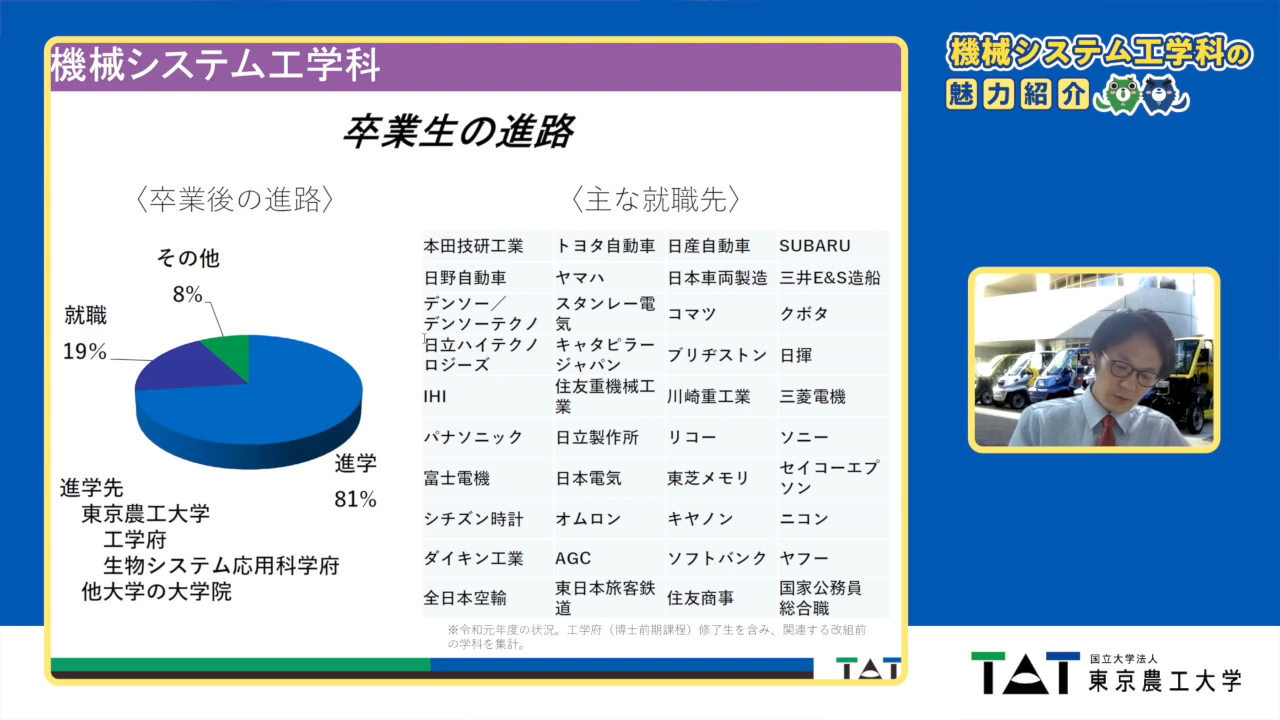 機械システム工学科
卒業生の進路
〈卒業後の進路〉
その他
8%
就職
19%
進学
81%
進学先
東京農工大学
工学府
生物システム応用科学府
他大学の大学院
〈主な就職先〉
本田技研工業 トヨタ自動車 日産自動車 SUBARU
日野自動車 ヤマハ 日本車両製造 三井E&S造船
デンソー／
デンソーテクノ
スタンレー電
気
コマツ
クボタ
日立ハイテクノ
ロジーズ
キャタピラー
ジャパン
ブリヂストン
日揮
IHI
住友重機械工
業
川崎重工業
三菱電機
パナソニック 日立製作所 リコー ソニー
富士電機 日本電気 東芝メモリ
セイコーエプ
ソン
シチズン時計 オムロン キヤノン ニコン
ダイキン工業 AGC ソフトバンク ヤフー
全日本空輸
東日本旅客鉄
道
住友商事
国家公務員
総合職
※令和元年度の状況。工学府（博士前期課程）修了生を含み、関連する改組前
の学科を集計。
TAT
機械システム工学科の
魅力紹介
TAT
国立大学法人
東京農工大学